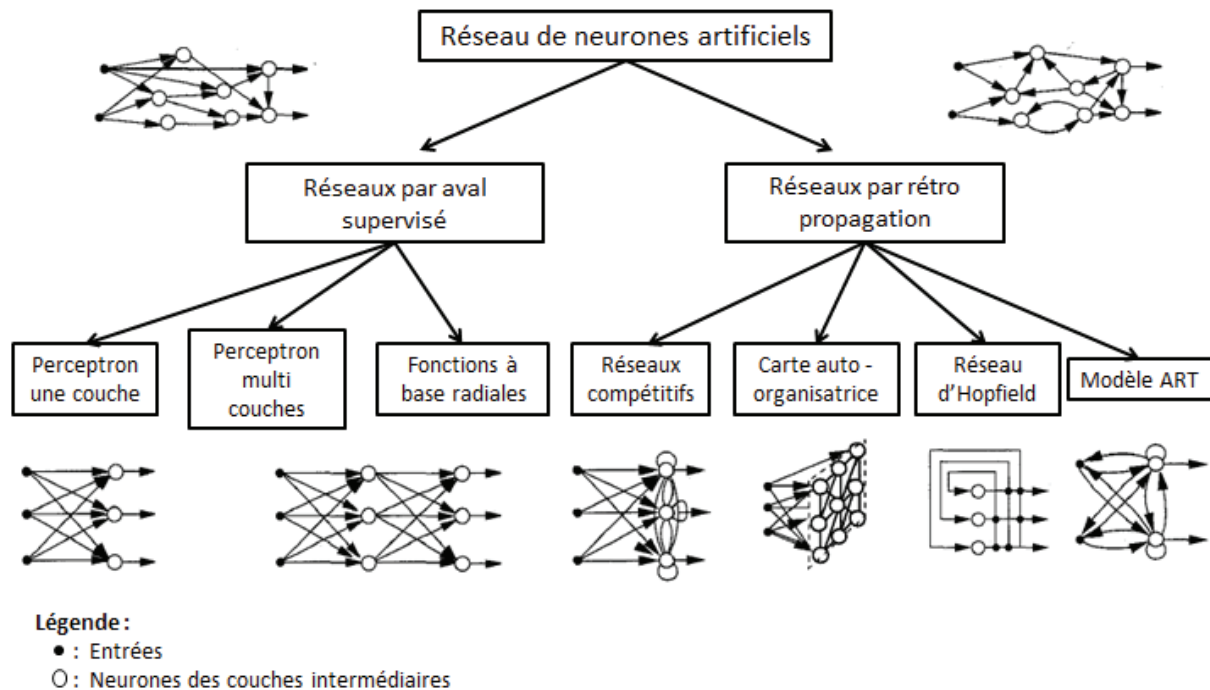 Réseau de neurones artificiels
Réseaux par aval
supervisé
Réseaux par rétro
propagation
Perceptron
une couche
Perceptron
multi
couches
Fonctions à
base radiales
Réseaux
compétitifs
Carte auto -
organisatrice
Réseau
d’Hopfield
Modèle ART
Légende :
● : Entrées
O : Neurones des couches intermédiaires